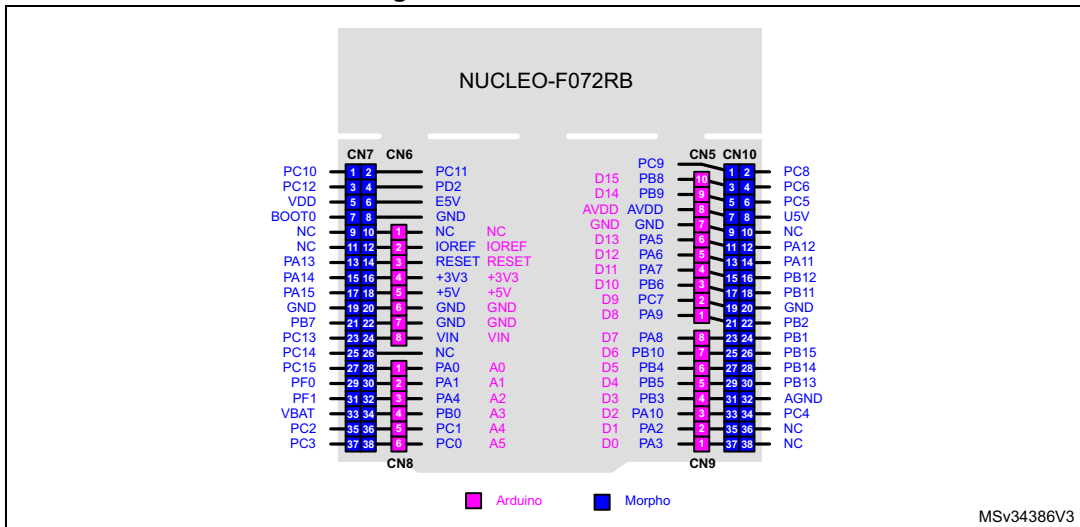 NUCLEO-F072RB
CN7 CN6 CN5 CN10
PC9
PC10 1 2 PC11 D15 PB8 10 1 2 PC8
PC12 3 4 PD2 D14 PB9 9 3 4 PC6
VDD 5 6 E5V AVDD AVDD 8 5 6 PC5
BOOT0 7 8 GND GND GND 7 7 8 U5V
NC 9 10 1 NC NC D13 PA5 6 9 10 NC
NC 11 12 2 IOREF IOREF D12 PA6 5 11 12 PA12
PA13 13 14 3 RESET RESET D11 PA7 4 13 14 PA11
PA14 15 16 4 +3V3 +3V3 D10 PB6 3 15 16 PB12
PA15 17 18 5 +5V +5V D9 PC7 2 17 18 PB11
GND 19 20 6 GND GND D8 PA9 1 19 20 GND
PB7 21 22 7 GND GND 21 22 PB2
PC13 23 24 8 VIN VIN D7 PA8 8 23 24 PB1
PC14 25 26 NC D6 PB10 7 25 26 PB15
PC15 27 28 1 PA0 A0 D5 PB4 6 27 28 PB14
PF0 29 30 2 PA1 A1 D4 PB5 5 29 30 PB13
PF1 31 32 3 PA4 A2 D3 PB3 4 31 32 AGND
VBAT 33 34 4 PB0 A3 D2 PA10 3 33 34 PC4
PC2 35 36 5 PC1 A4 D1 PA2 2 35 36 NC
PC3 37 38 6 PC0 A5 D0 PA3 1 37 38 NC
CN8 CN9
Arduino Morpho
MSv34386V3